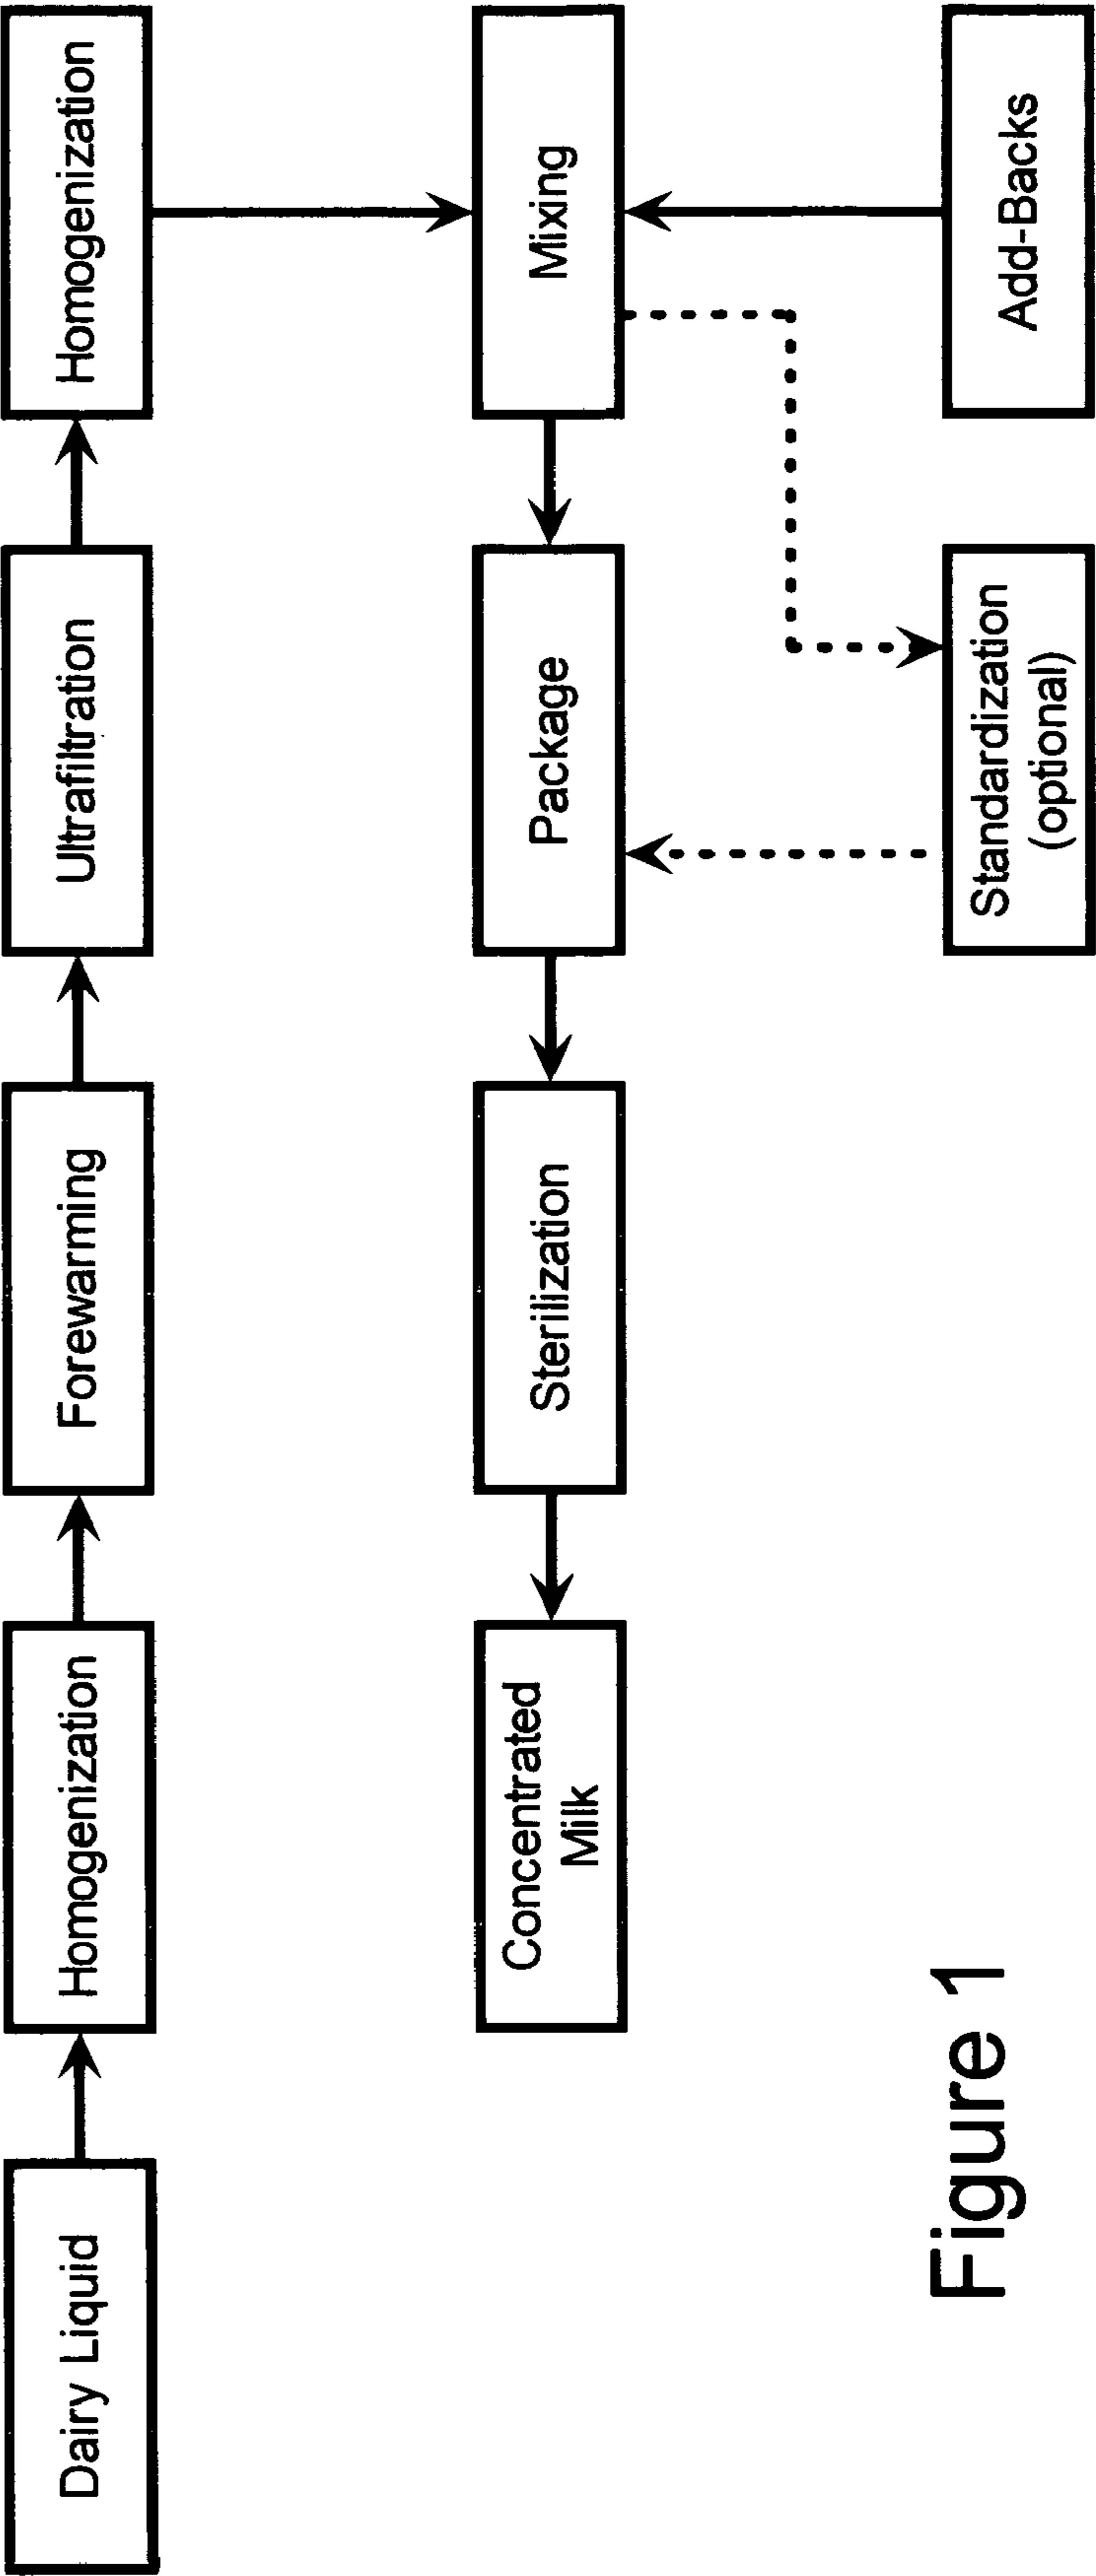 Dairy Liquid
Homogenization
Forewarming
Ultrafiltration
Homogenization
Concentrated
Milk
Sterilization
Package
Mixing
Standardization
(optional)
Add-Backs
Figure 1